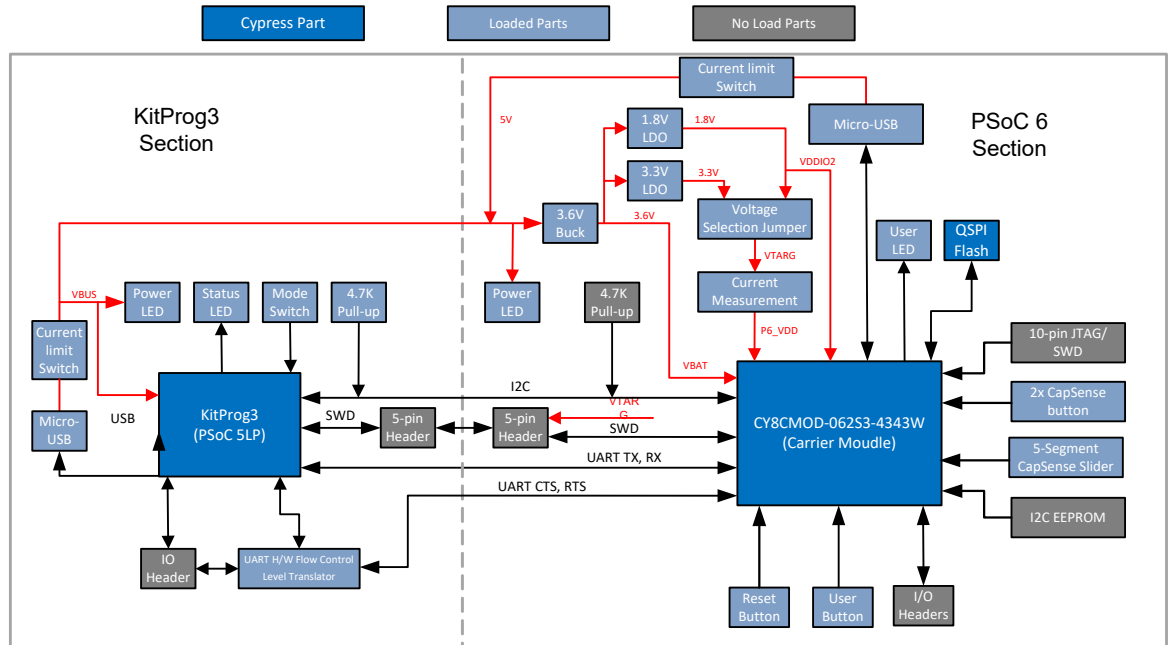 Cypress Part
Loaded Parts
No Load Parts
KitProg3
Section
PSoC 6
Section
Current limit
Switch
5V
1.8V
LDO
1.8V
Micro-USB
VDDIO2
3.3V
LDO
3.3V
3.6V
Buck
3.6V
Voltage
Selection Jumper
User
LED
QSPI
Flash
VTARG
VBUS
Power
LED
Status
LED
Mode
Switch
4.7K
Pull-up
Power
LED
4.7K
Pull-up
Current
Measurement
Current
limit
Switch
P6_VDD
10-pin JTAG/
SWD
VBAT
I2C
USB
KitProg3
(PSoC 5LP)
2x CapSense
button
Micro-
USB
SWD
5-pin
Header
5-pin
Header
VTAR
G
SWD
CY8CMOD-062S3-4343W
(Carrier Moudle)
5-Segment
CapSense Slider
UART TX, RX
UART CTS, RTS
I2C EEPROM
IO
Header
UART H/W Flow Control
Level Translator
Reset
Button
User
Button
I/O
Headers